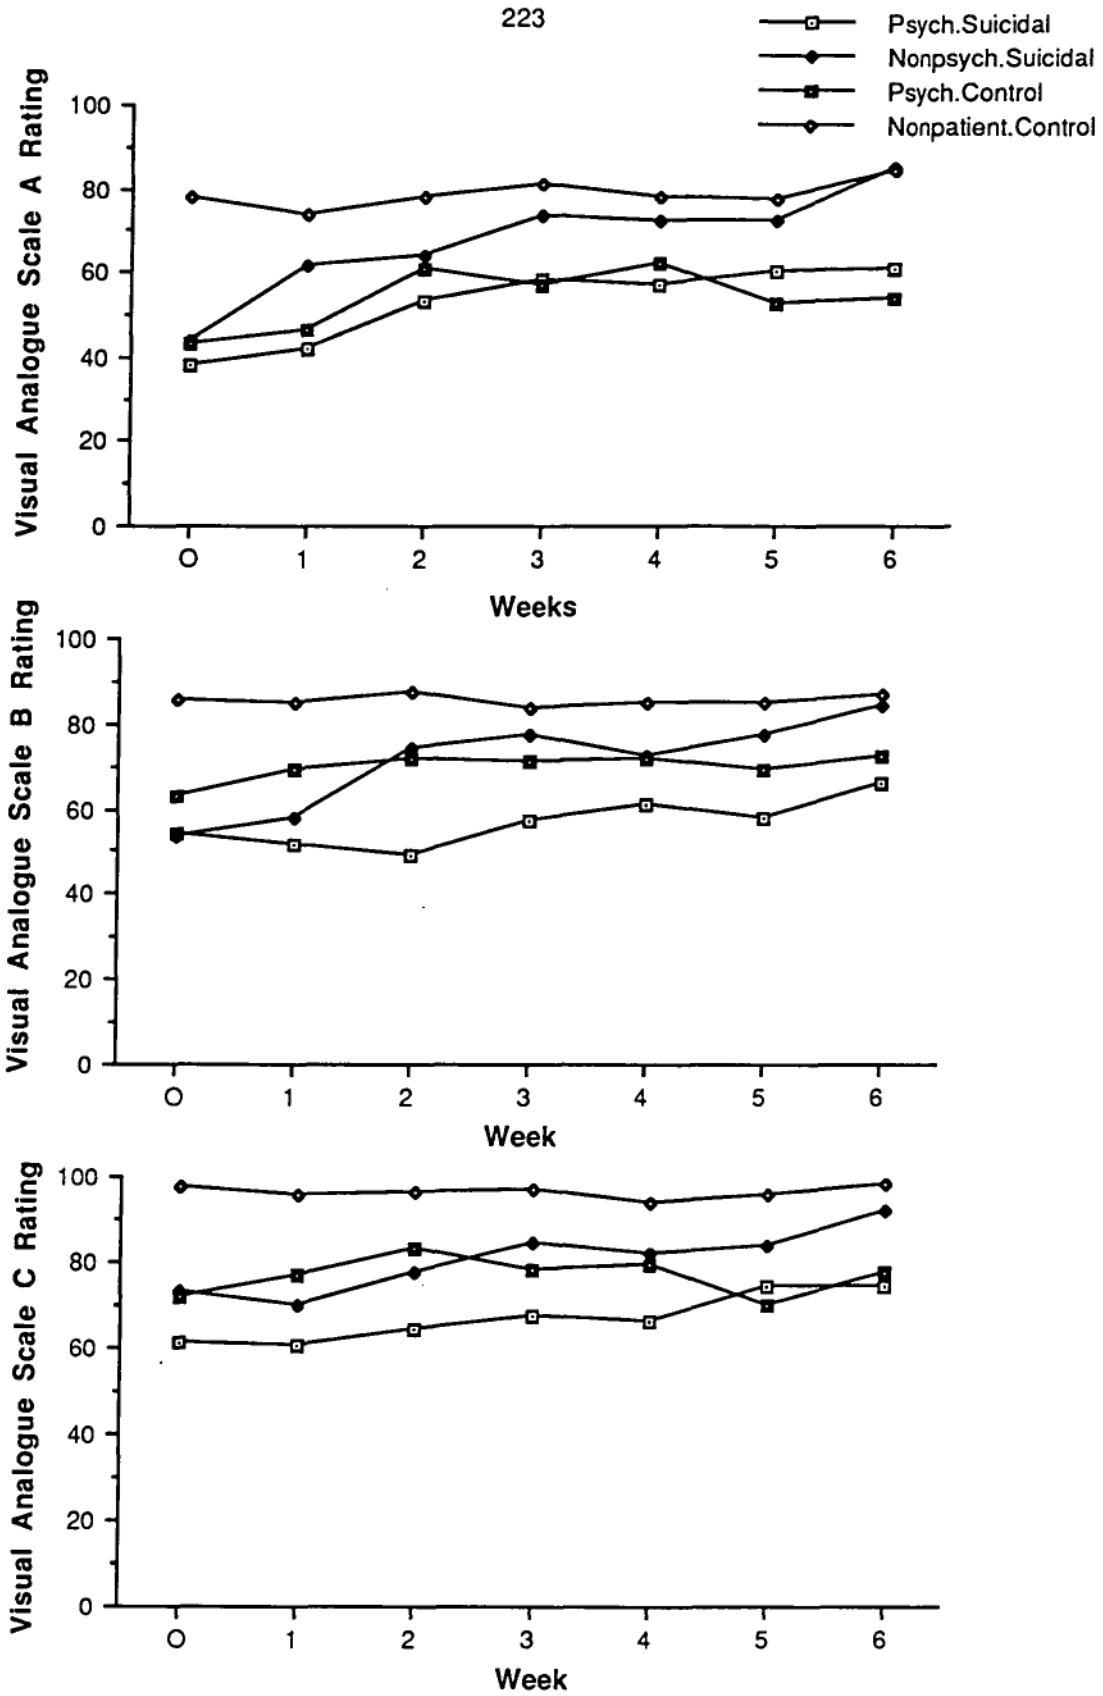 223
Psych.Suicidal
Nonpsych.Suicidal
Psych.Control
Nonpatient.Control
Visual Analogue Scale A Rating
100
80
60
40
20
0
O 1 2 3 4 5 6
Weeks
Visual Analogue Scale B Rating
100
80
60
40
20
0
O 1 2 3 4 5 6
Week
Visual Analogue Scale C Rating
100
80
60
40
20
0
O 1 2 3 4 5 6
Week